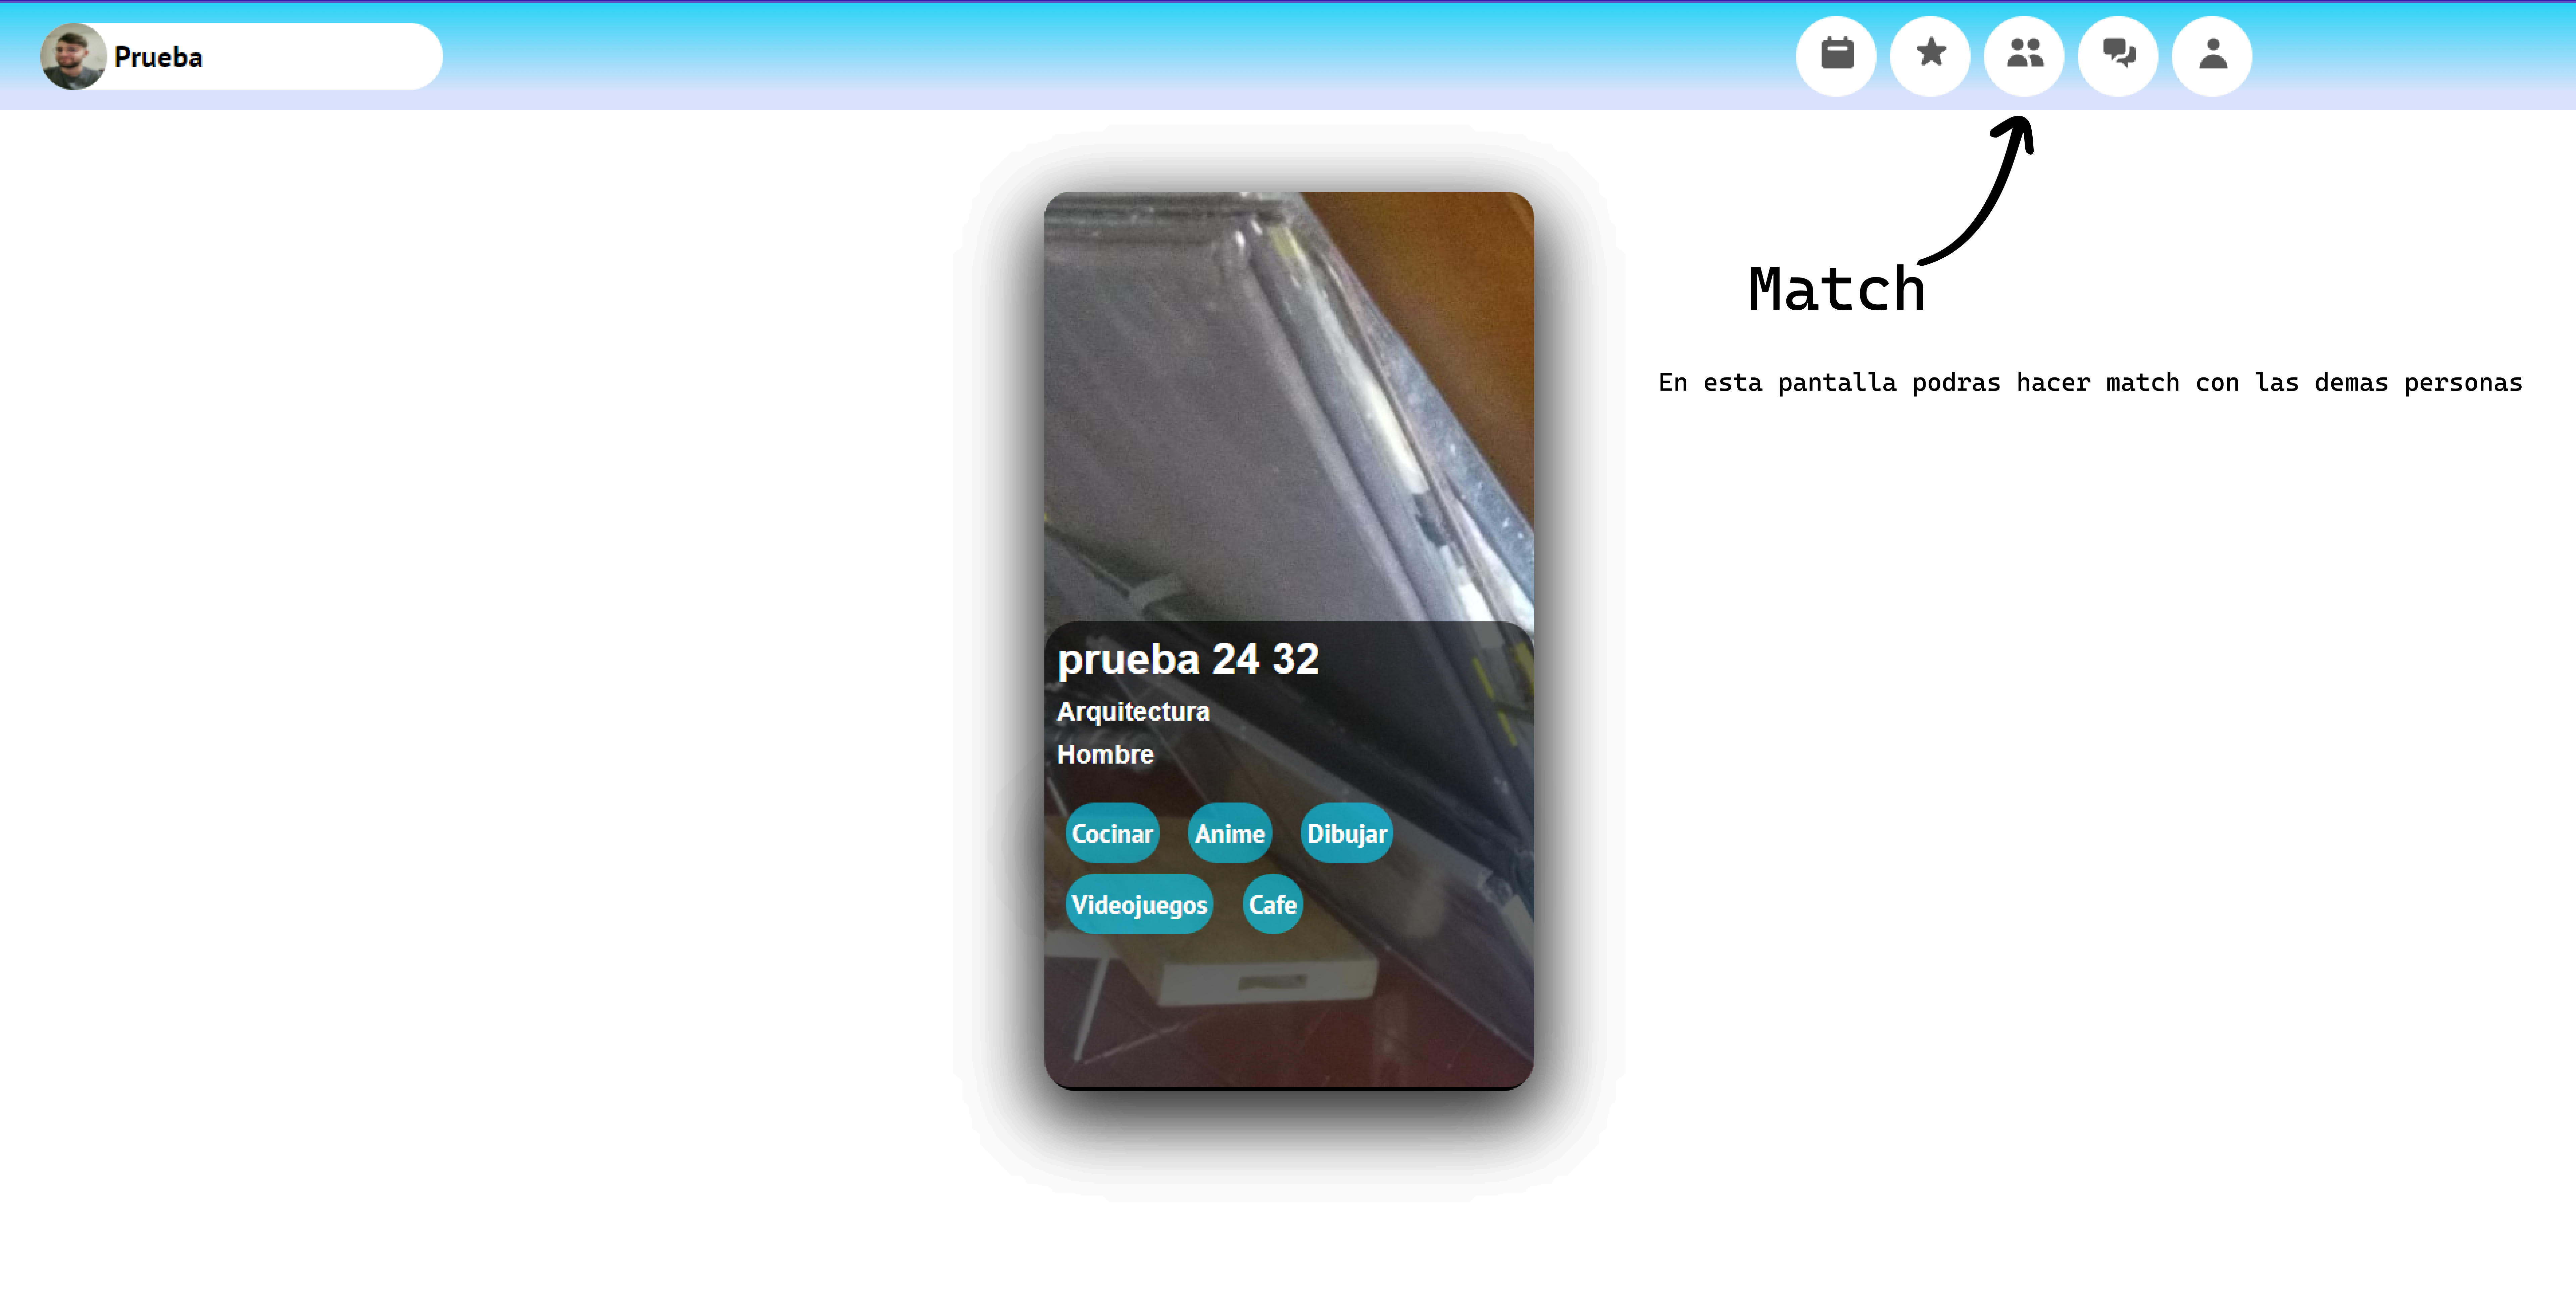 Prueba
Match
En esta pantalla podras hacer match con las demas personas
prueba 24 32
Arquitectura
Hombre
Cocinar Anime Dibujar
Videojuegos Cafe